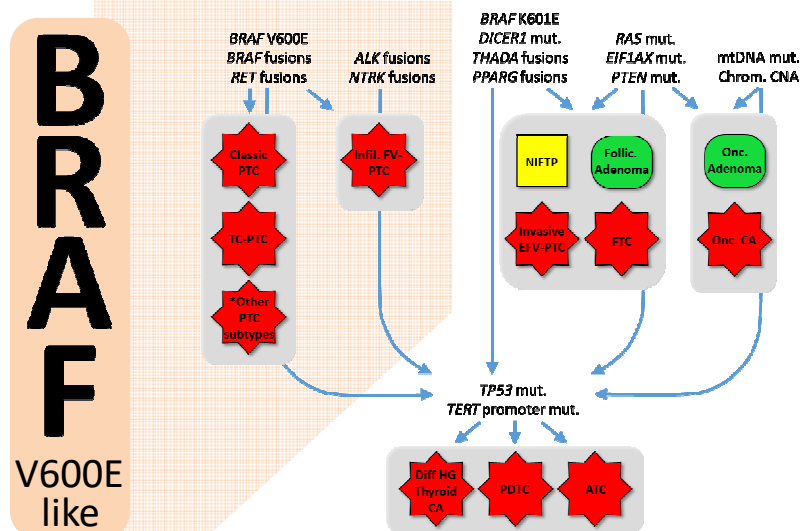 BRAF
V600E
like
BRAF V600E
BRAF fusions
RET fusions
ALK fusions
NTRK fusions
BRAF K601E
DICER1 mut.
THADA fusions
PPARG fusions
RAS mut.
EIF1AX mut.
PTEN mut.
mtDNA mut.
Chrom. CNA
Classic
PTC
Infil. FV-
PTC
NIFTP
Follic.
Adenoma
Onc.
Adenoma
TC-PTC
Invasive
EFV-PTC
FTC
Onc. CA
*Other
PTC
subtypes
TP53 mut.
TERT promoter mut.
Diff HG
Thyroid
CA
PDTC
ATC